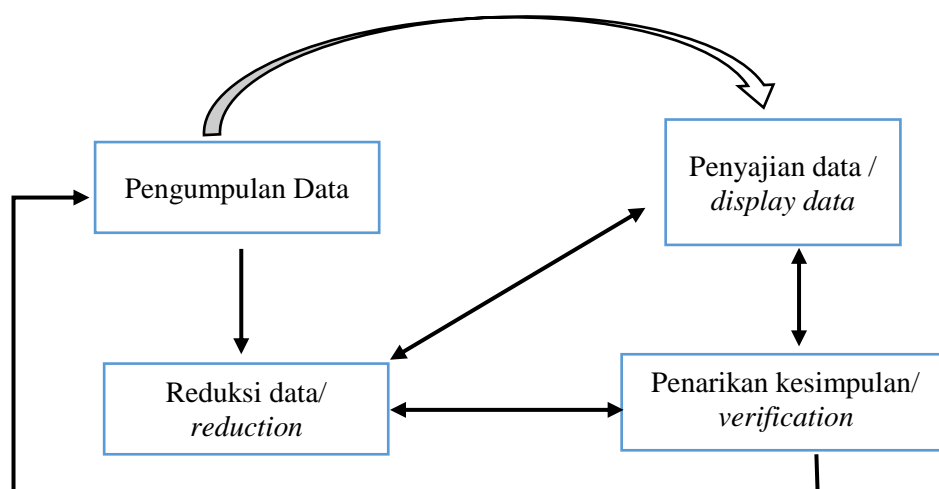 Pengumpulan Data
Penyajian data /
display data
Reduksi data/
reduction
Penarikan kesimpulan/
verification